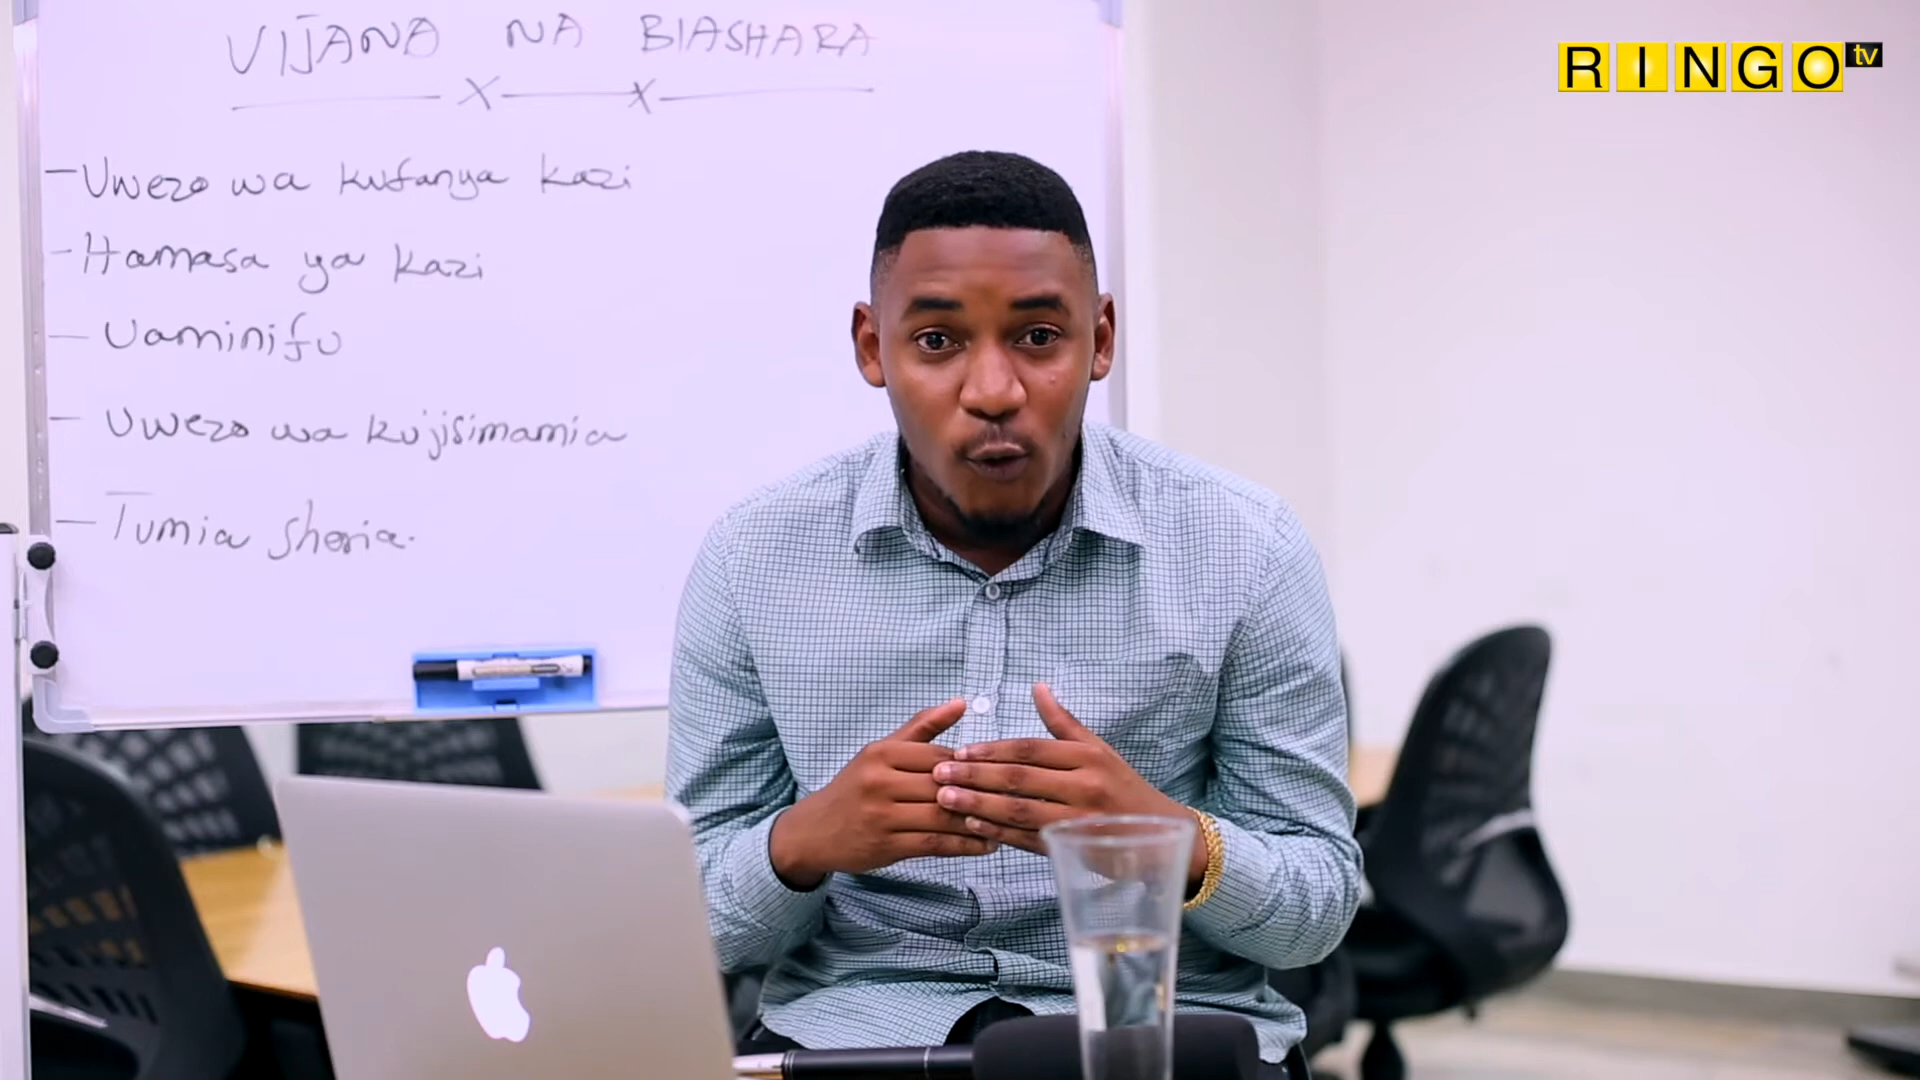 VIJANA NA BIASHARA
- Uwezo wa kufanya kazi
- Hamasa ya kazi
- Uaminifu
- Uwezo wa kujisimamia
- Tumia sheria.
RINGO tv